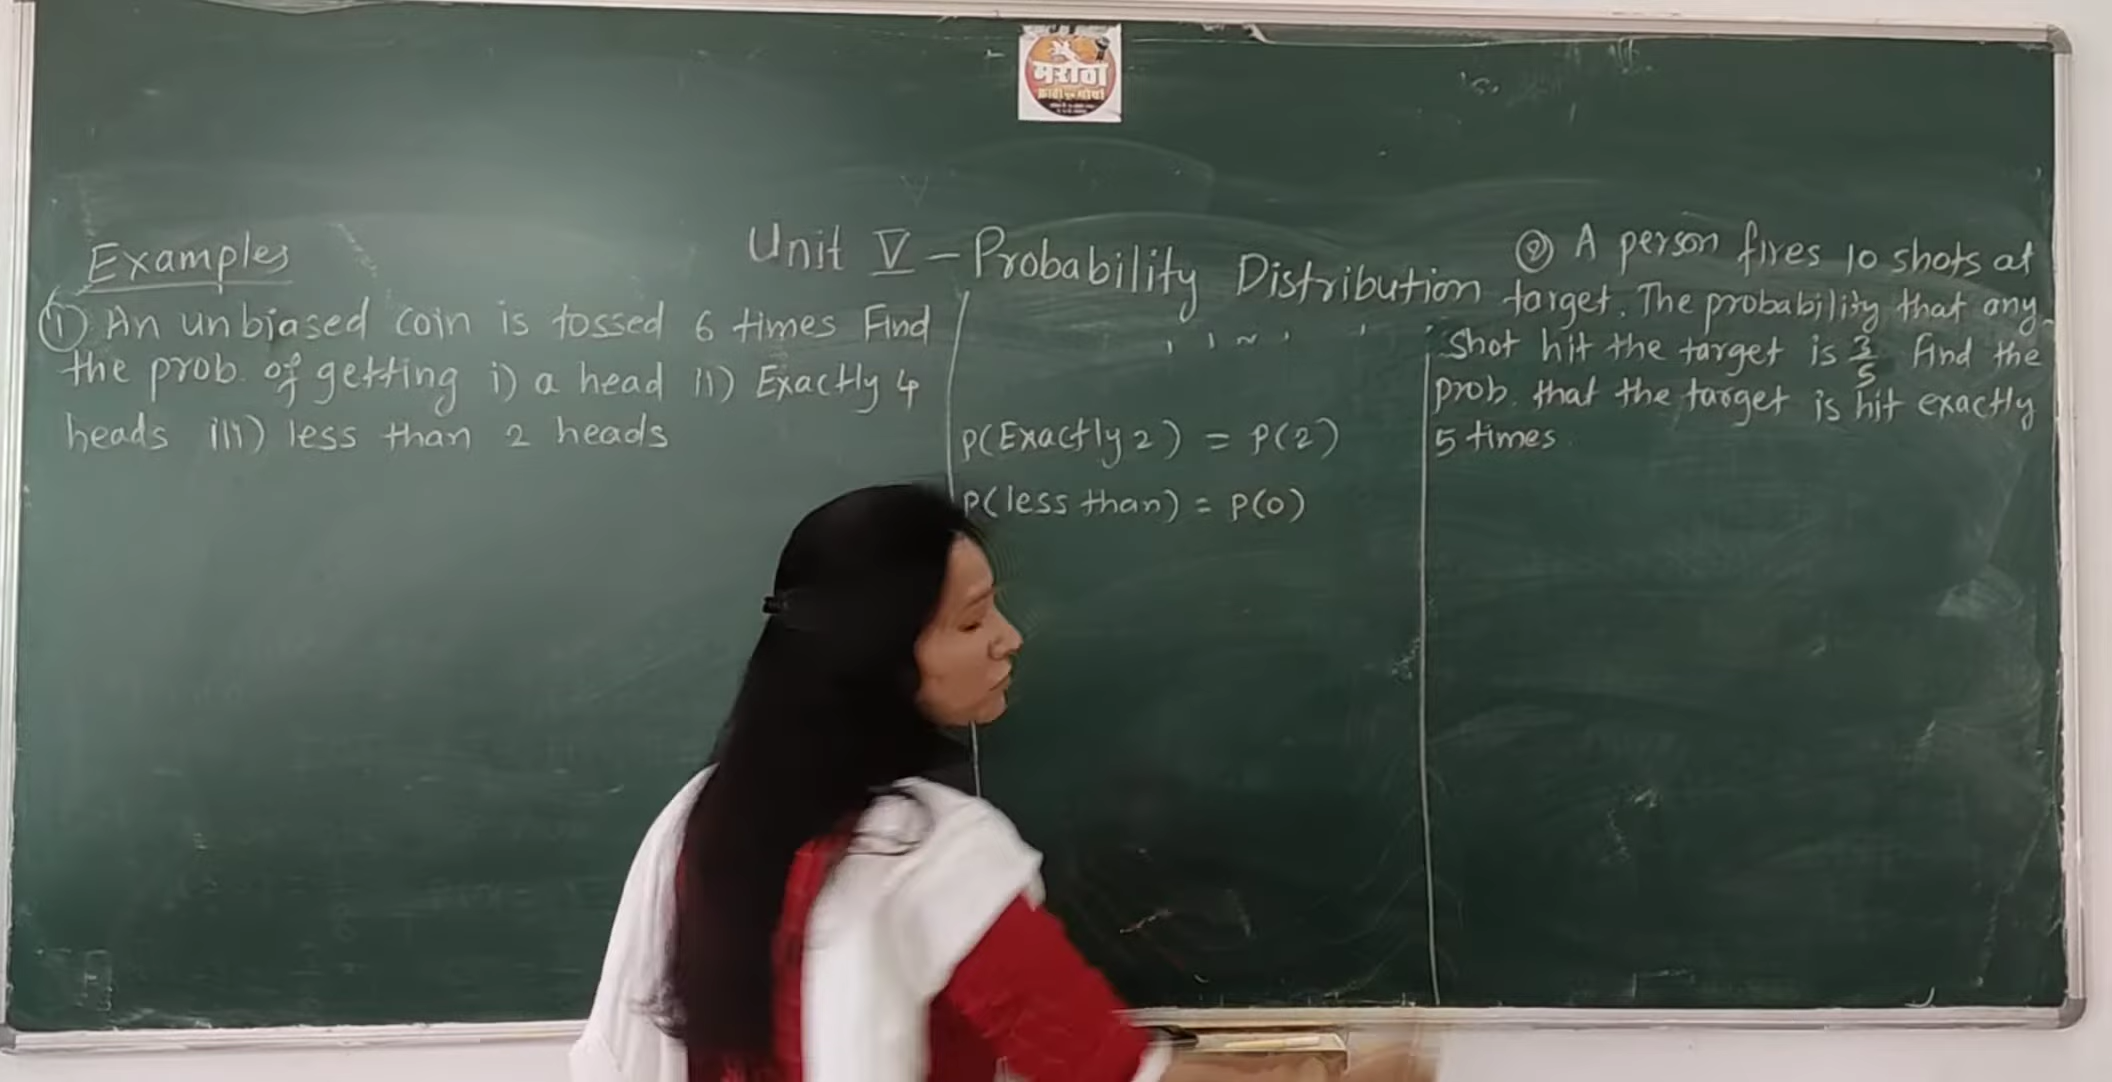 मराठा
Unit V – Probability Distribution
Examples
① An unbiased coin is tossed 6 times Find
the prob. of getting i) a head ii) Exactly 4
heads iii) less than 2 heads
P(Exactly 2) = P(2)
P(less than) = P(0)
② A person fires 10 shots at
target. The probability that any
shot hit the target is 3/5 Find the
prob. that the target is hit exactly
5 times.